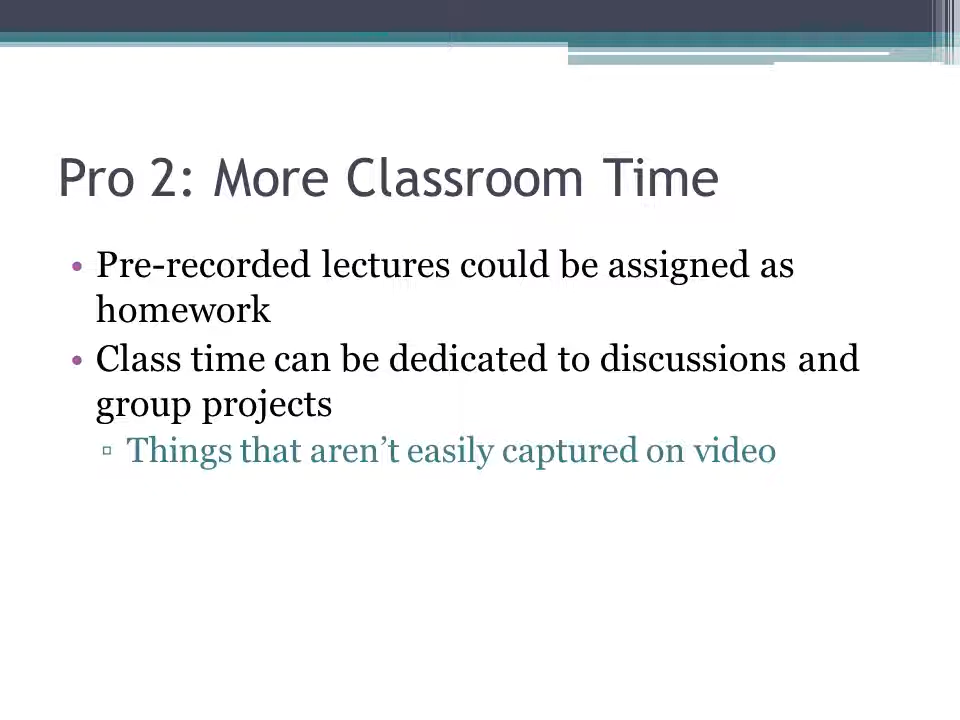 Pro 2: More Classroom Time
• Pre-recorded lectures could be assigned as
homework
• Class time can be dedicated to discussions and
group projects
▫ Things that aren’t easily captured on video